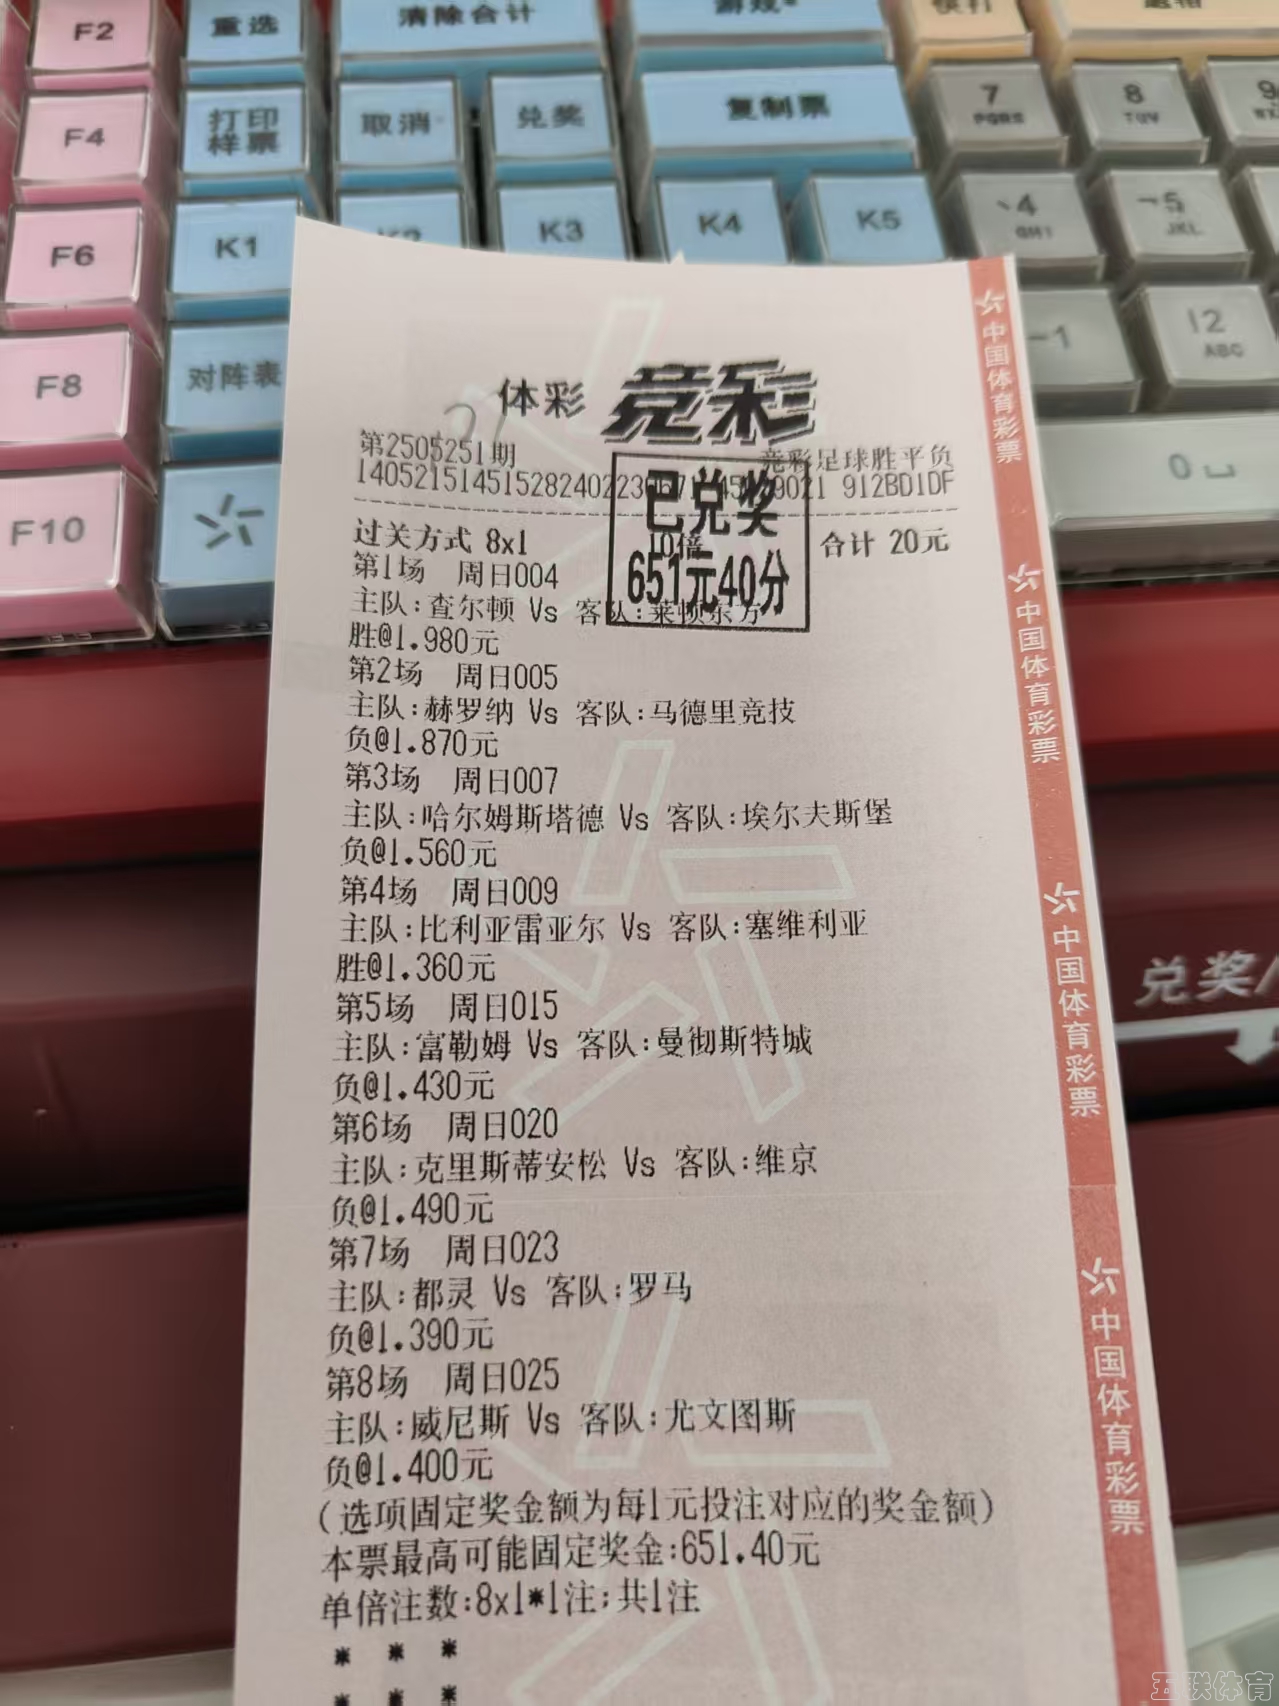 F2
重选
清除合计
快打
F4
打印
样票
取消
兑奖
复制票
7
PQRS
8
TUV
9
F6
K1
K2
K3
K4
K5
4
GHI
5
JKL
F8
对阵表
1
2
ABC
F10
0
体彩 竞彩
第250525 1期
竞彩足球胜平负
912BD1DF
已兑奖
651元40分
过关方式 8x1 10倍 合计 20元
第1场 周日004
主队:查尔顿 Vs 客队:莱顿东方
胜@1.980元
第2场 周日005
主队:赫罗纳 Vs 客队:马德里竞技
负@1.870元
第3场 周日007
主队:哈尔姆斯塔德 Vs 客队:埃尔夫斯堡
负@1.560元
第4场 周日009
主队:比利亚雷亚尔 Vs 客队:塞维利亚
胜@1.360元
第5场 周日015
主队:富勒姆 Vs 客队:曼彻斯特城
负@1.430元
第6场 周日020
主队:克里斯蒂安松 Vs 客队:维京
负@1.490元
第7场 周日023
主队:都灵 Vs 客队:罗马
负@1.390元
第8场 周日025
主队:威尼斯 Vs 客队:尤文图斯
负@1.400元
(选项固定奖金额为每1元投注对应的奖金额)
本票最高可能固定奖金:651.40元
单倍注数:8x1*1注;共1注
* * *
* * *
中国体育彩票
中国体育彩票
中国体育彩票
中国体育彩票
兑奖/
五联体育